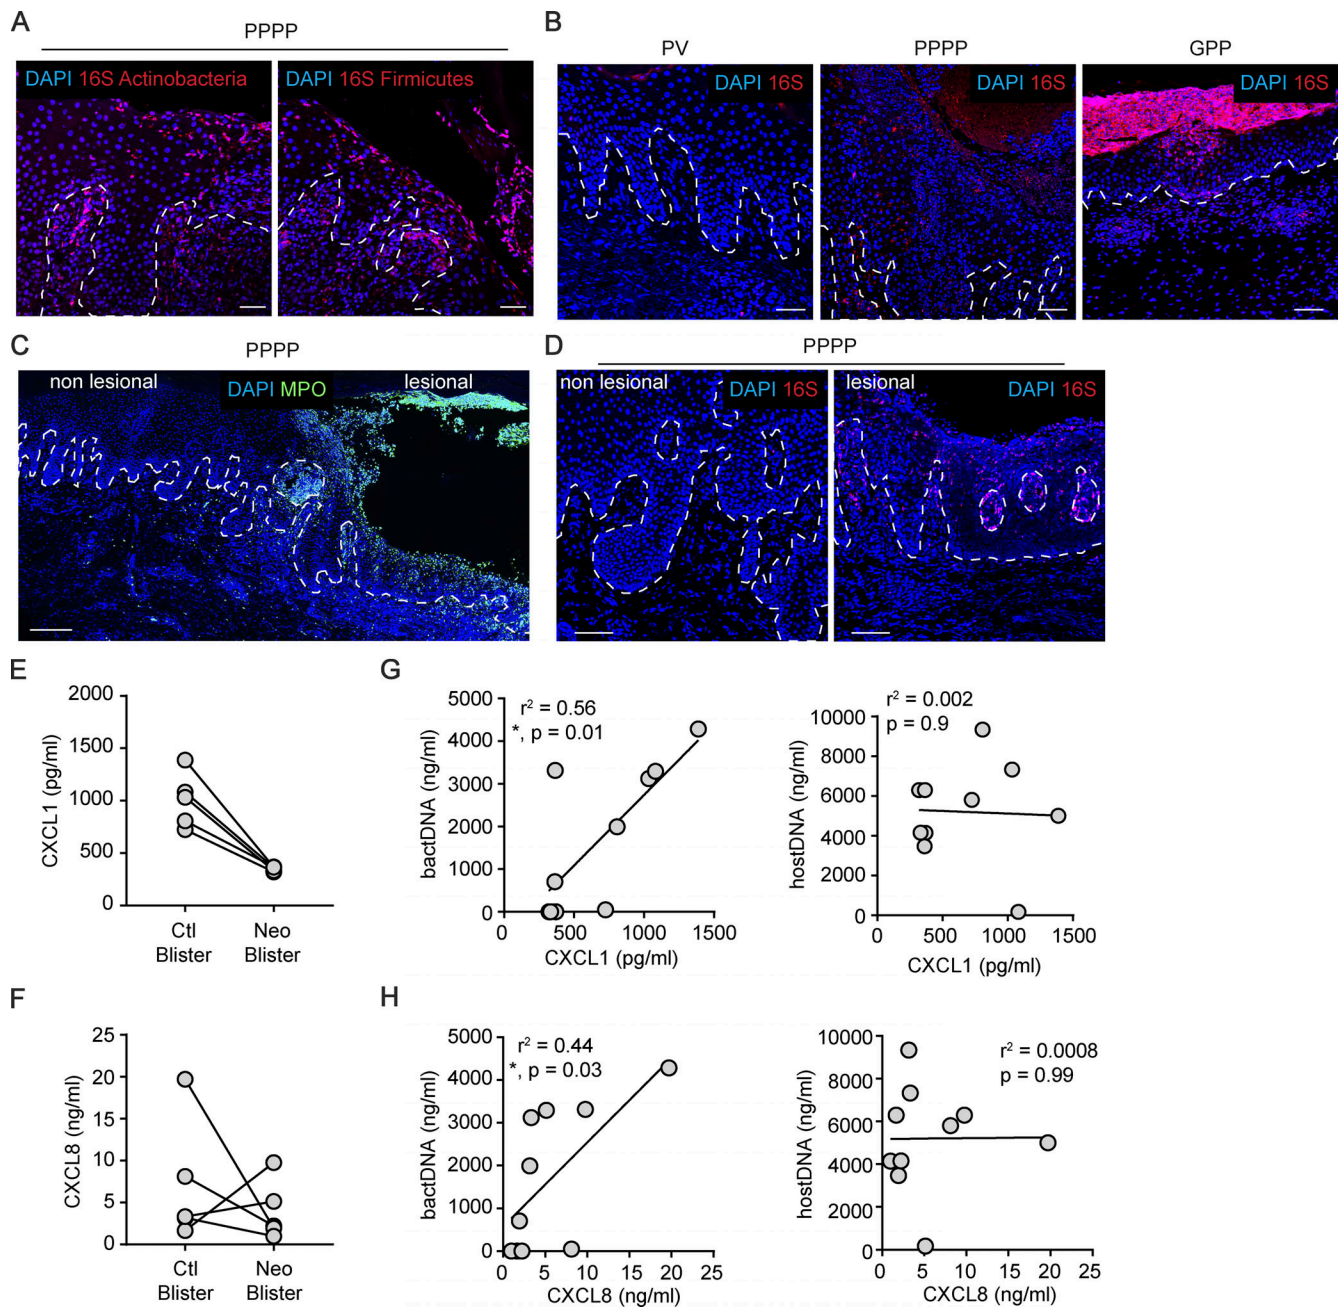 A
PPPP
DAPI 16S Actinobacteria
DAPI 16S Firmicutes
B
PV
PPPP
GPP
DAPI 16S
DAPI 16S
DAPI 16S
C
PPPP
non lesional
DAPI MPO
lesional
D
PPPP
non lesional
DAPI 16S
lesional
DAPI 16S
E
2000
1500
1000
500
0
CXCL1 (pg/ml)
Ctl
Blister
Neo
Blister
F
25
20
15
10
5
0
CXCL8 (ng/ml)
Ctl
Blister
Neo
Blister
G
r² = 0.56
*, p = 0.01
5000
4000
3000
2000
1000
0
bactDNA (ng/ml)
0
500
1000
1500
CXCL1 (pg/ml)
r² = 0.002
p = 0.9
10000
8000
6000
4000
2000
0
hostDNA (ng/ml)
0
500
1000
1500
CXCL1 (pg/ml)
H
r² = 0.44
*, p = 0.03
5000
4000
3000
2000
1000
0
bactDNA (ng/ml)
0
5
10
15
20
25
CXCL8 (ng/ml)
r² = 0.0008
p = 0.99
10000
8000
6000
4000
2000
0
hostDNA (ng/ml)
0
5
10
15
20
25
CXCL8 (ng/ml)